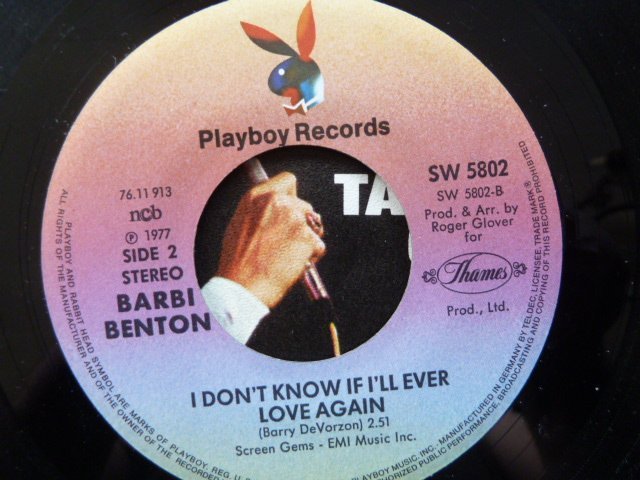 Playboy Records
76.11 913
ncb
℗ 1977
SIDE 2
STEREO
BARBI
BENTON
SW 5802
SW 5802-B
Prod. & Arr. by
Roger Glover
for
Thames
Prod., Ltd.
TA
I DON'T KNOW IF I'LL EVER
LOVE AGAIN
(Barry DeVorzon) 2.51
Screen Gems - EMI Music Inc.
PLAYBOY AND RABBIT HEAD SYMBOL ARE MARKS OF PLAYBOY, REG. U.
ALL RIGHTS OF THE MANUFACTURER AND OF THE OWNER OF THE RECORDED
PLAYBOY MUSIC, INC. MANUFACTURED IN GERMANY BY TELDEC, LICENSEE, TRADE MARK®
PUBLIC PERFORMANCE, BROADCASTING AND COPYING OF THIS RECORD PROHIBITED